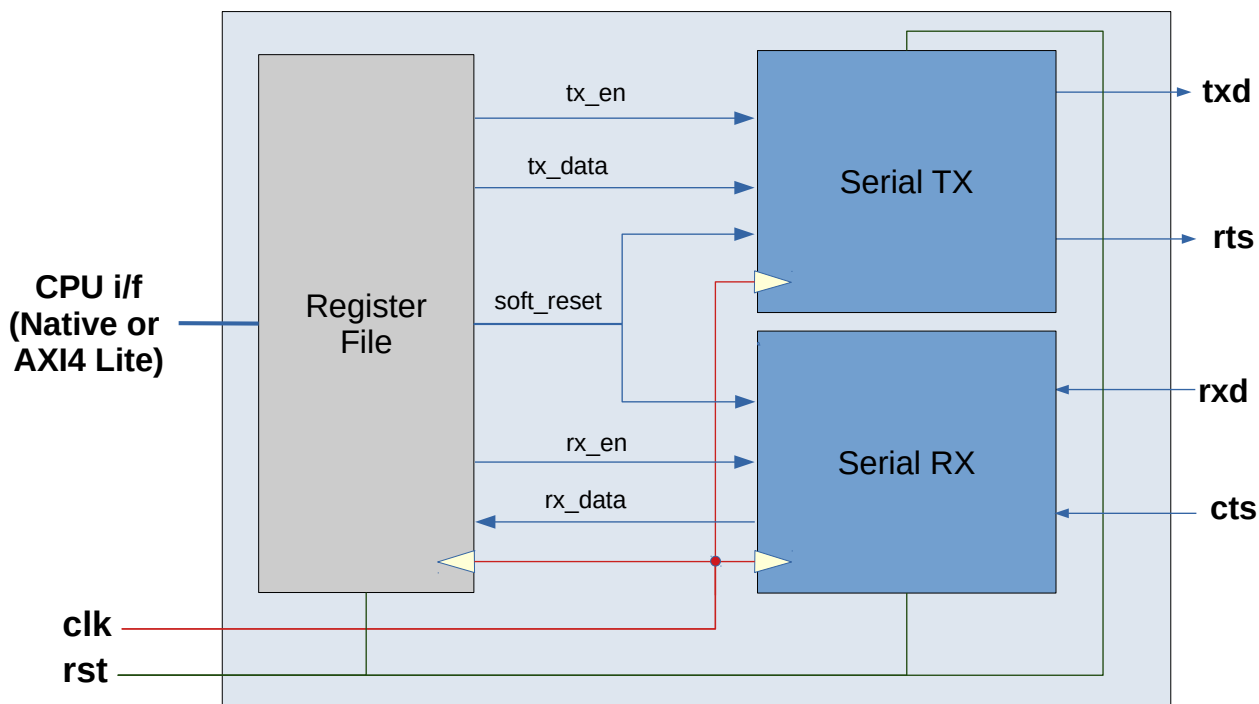 tx_en
txd
tx_data
Serial TX
rts
CPU i/f
(Native or
AXI4 Lite)
Register
File
soft_reset
rxd
rx_en
Serial RX
rx_data
cts
clk
rst